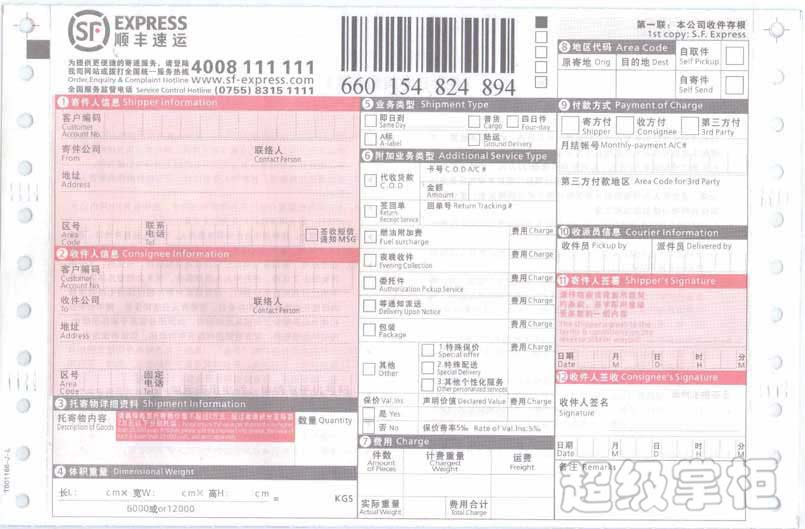 SF EXPRESS
顺丰速运
为提供更便捷的寄递服务，请登陆
我司网站或拨打全国统一服务热线 4008 111 111
Order,Enquiry & Complaint Hotline www.sf-express.com
全国服务监督电话 Service Control Hotline (0755) 8315 1111
660 154 824 894
第一联：本公司收件存根
1st copy: S.F. Express
8 地区代码 Area Code
原寄地 Orig 目的地 Dest
自取件
Self Pickup
自寄件
Self Send
1 寄件人信息 Shipper Information
客户编码
Customer
Account No.
寄件公司
From
联络人
Contact Person
地址
Address
区号
Area
Code
联系
电话
Tel.
签收短信
通知 MSG
2 收件人信息 Consignee Information
客户编码
Customer
Account No.
收件公司
To
联络人
Contact Person
地址
Address
区号
Area
Code
固定
电话
Tel.
3 托寄物详细资料 Shipment Information
托寄物内容
Description of Goods
数量 Quantity
4 体积重量 Dimensional Weight
长L: cm× 宽W: cm× 高H: cm = KGS
6000或or12000
5 业务类型 Shipment Type
即日到
Same Day
普货
Cargo
四日件
Four-day
A标
A-label
陆运
Ground Delivery
6 附加业务类型 Additional Service Type
代收货款
C.O.D
卡号 C.O.D A/C #
金额
Amount
签回单
Return
Receipt Service
回单号 Return Tracking #
燃油附加费
Fuel surcharge
费用 Charge
夜晚收件
Evening Collection
费用 Charge
委托件
Authorization Pickup Service
费用 Charge
等通知派送
Delivery Upon Notice
费用 Charge
包装
Package
费用 Charge
其他
Other
1.特殊保价
Special offer
2.特殊配送
Special Delivery
3.其他个性化服务
Other personalized services
费用 Charge
保价 Val.Ins
声明价值 Declared Value
费用 Charge
是 Yes
否 No
保价费率5‰ Rate of Val.Ins:5‰
7 费用 Charge
件数
Amount
of Pieces
计费重量
Charged
Weight
运费
Freight
实际重量
Actual Weight
费用合计
Total Charge
9 付款方式 Payment of Charge
寄方付
Shipper
收方付
Consignee
第三方付
3rd Party
月结帐号 Monthly-payment A/C#
第三方付款地区 Area Code for 3rd Party
10 收派员信息 Courier Information
收件员 Pickup by
派件员 Delivered by
11 寄件人签署 Shipper's Signature
日期
Date
月
M
日
D
时
H
分
M
12 收件人签收 Consignee's Signature
收件人签名
Signature
日期
Date
月
M
日
D
时
H
分
M
备注 Remarks
超级掌柜
T001166-J-L